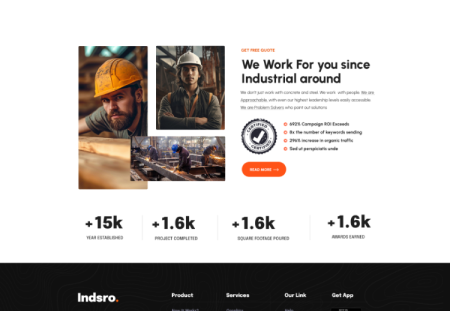 GET FREE QUOTE
We Work For you since
Industrial around
We don't just work with concrete and steel We work with people We are
Approachable, with even our highest leadership levels easily accessible.
We are Problem Solvers who point out solutions
CERTIFIED
CERTIFIED
692% Campaign ROI Exceeds
8x the number of keywords sending
296% increase in organic traffic
Sed ut perspiciatis unde
READ MORE
+ 15k
YEAR ESTABLISHED
+ 1.6k
PROJECT COMPLETED
+ 1.6k
SQUARE FOOTAGE POURED
+ 1.6k
AWARDS EARNED
Indsro.
Product
Services
Our Link
Get App